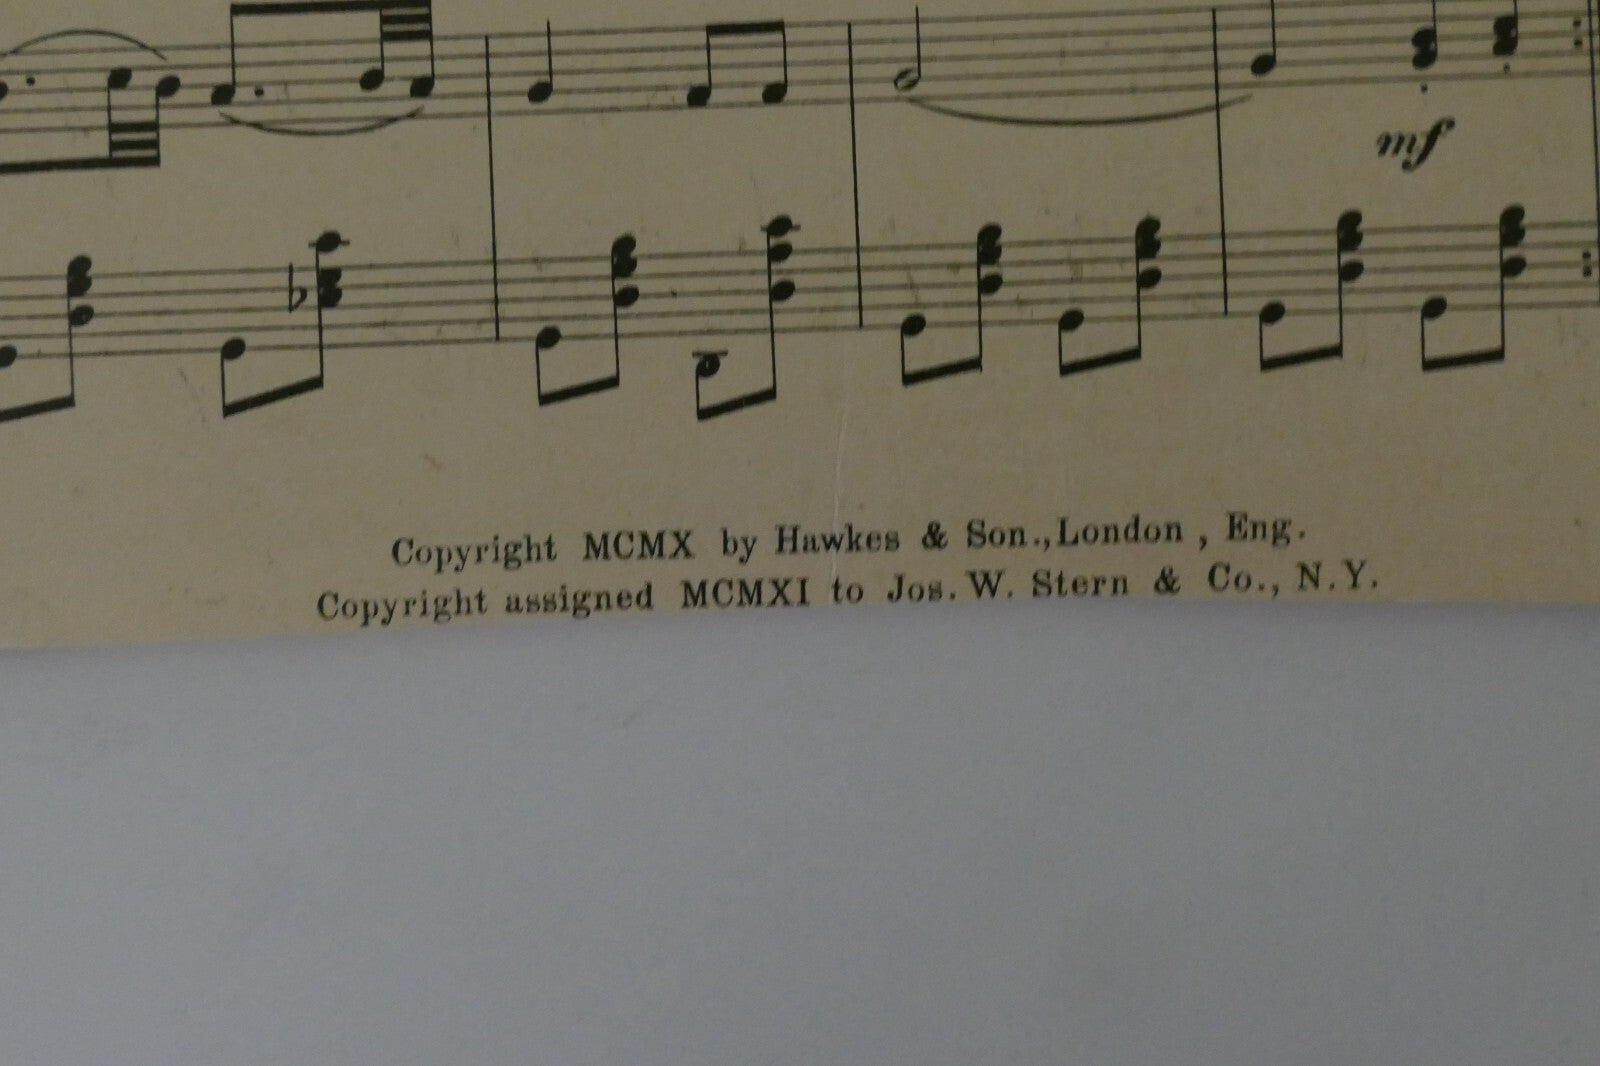 mf
Copyright MCMX by Hawkes & Son., London , Eng.
Copyright assigned MCMXI to Jos. W. Stern & Co., N. Y.